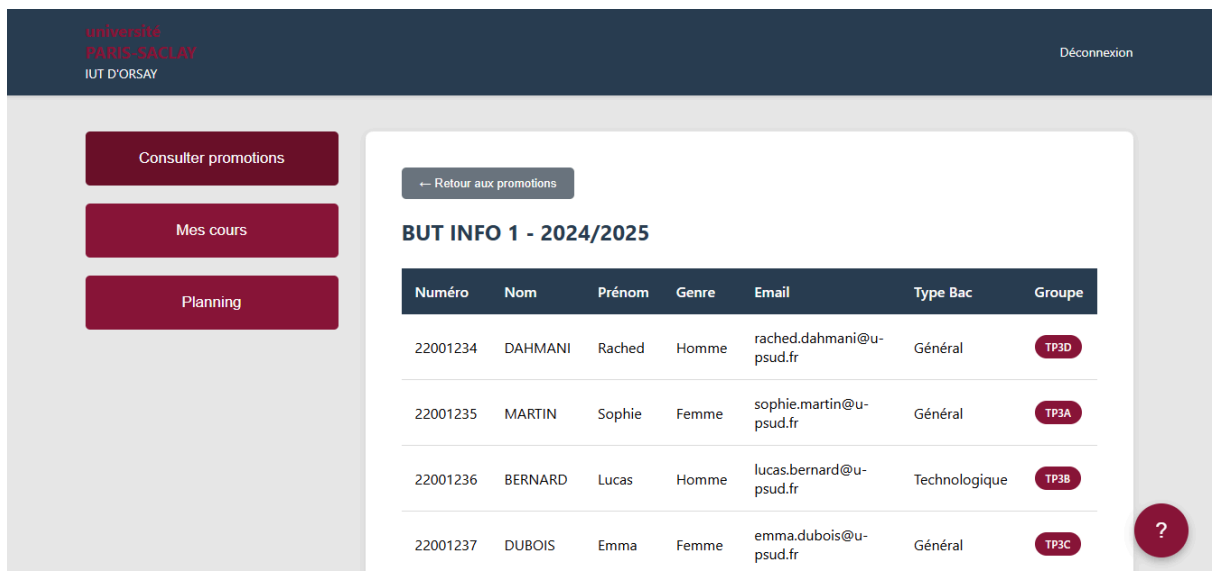 université
PARIS-SACLAY
IUT D'ORSAY
Déconnexion
Consulter promotions
Mes cours
Planning
← Retour aux promotions
BUT INFO 1 - 2024/2025
Numéro Nom Prénom Genre Email Type Bac Groupe
22001234 DAHMANI Rached Homme rached.dahmani@u-
psud.fr Général TP3D
22001235 MARTIN Sophie Femme sophie.martin@u-
psud.fr Général TP3A
22001236 BERNARD Lucas Homme lucas.bernard@u-
psud.fr Technologique TP3B
22001237 DUBOIS Emma Femme emma.dubois@u-
psud.fr Général TP3C
?